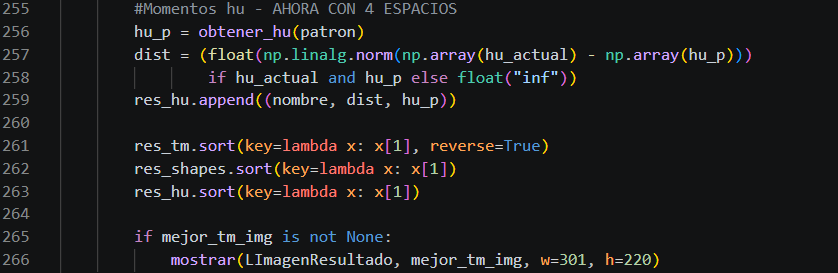 255 #Momentos hu - AHORA CON 4 ESPACIOS
256 hu_p = obtener_hu(patron)
257 dist = (float(np.linalg.norm(np.array(hu_actual) - np.array(hu_p)))
258 if hu_actual and hu_p else float("inf"))
259 res_hu.append((nombre, dist, hu_p))
260
261 res_tm.sort(key=lambda x: x[1], reverse=True)
262 res_shapes.sort(key=lambda x: x[1])
263 res_hu.sort(key=lambda x: x[1])
264
265 if mejor_tm_img is not None:
266 mostrar(LImagenResultado, mejor_tm_img, w=301, h=220)